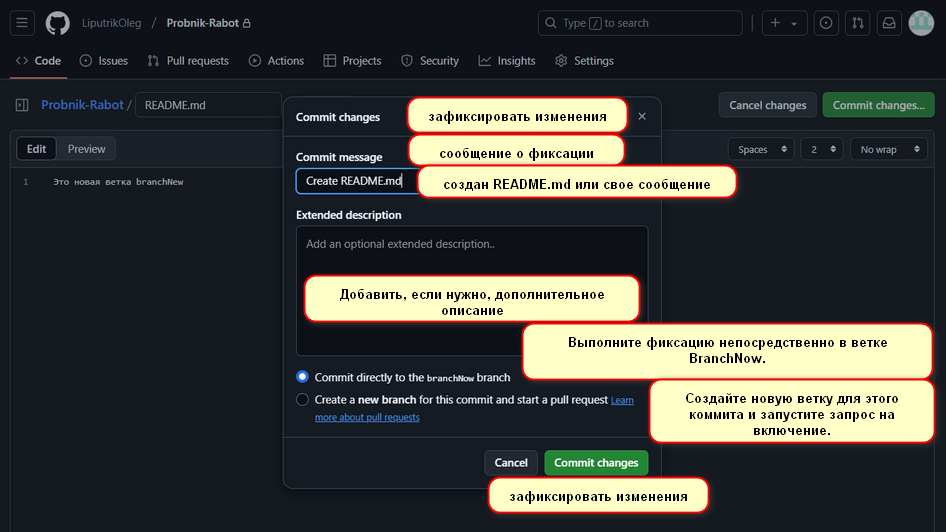 LiputrikOleg / Probnik-Rabot
Type / to search
Code Issues Pull requests Actions Projects Security Insights Settings
Probnik-Rabot / README.md
Cancel changes Commit changes...
Edit Preview
Spaces 2 No wrap
1 Это новая ветка branchNew
Commit changes
зафиксировать изменения
Commit message
сообщение о фиксации
Create README.md
создан README.md или свое сообщение
Extended description
Add an optional extended description..
Добавить, если нужно, дополнительное
описание
Выполните фиксацию непосредственно в ветке
BranchNow.
Commit directly to the branchNow branch
Create a new branch for this commit and start a pull request Learn
more about pull requests
Создайте новую ветку для этого
коммита и запустите запрос на
включение.
Cancel Commit changes
зафиксировать изменения